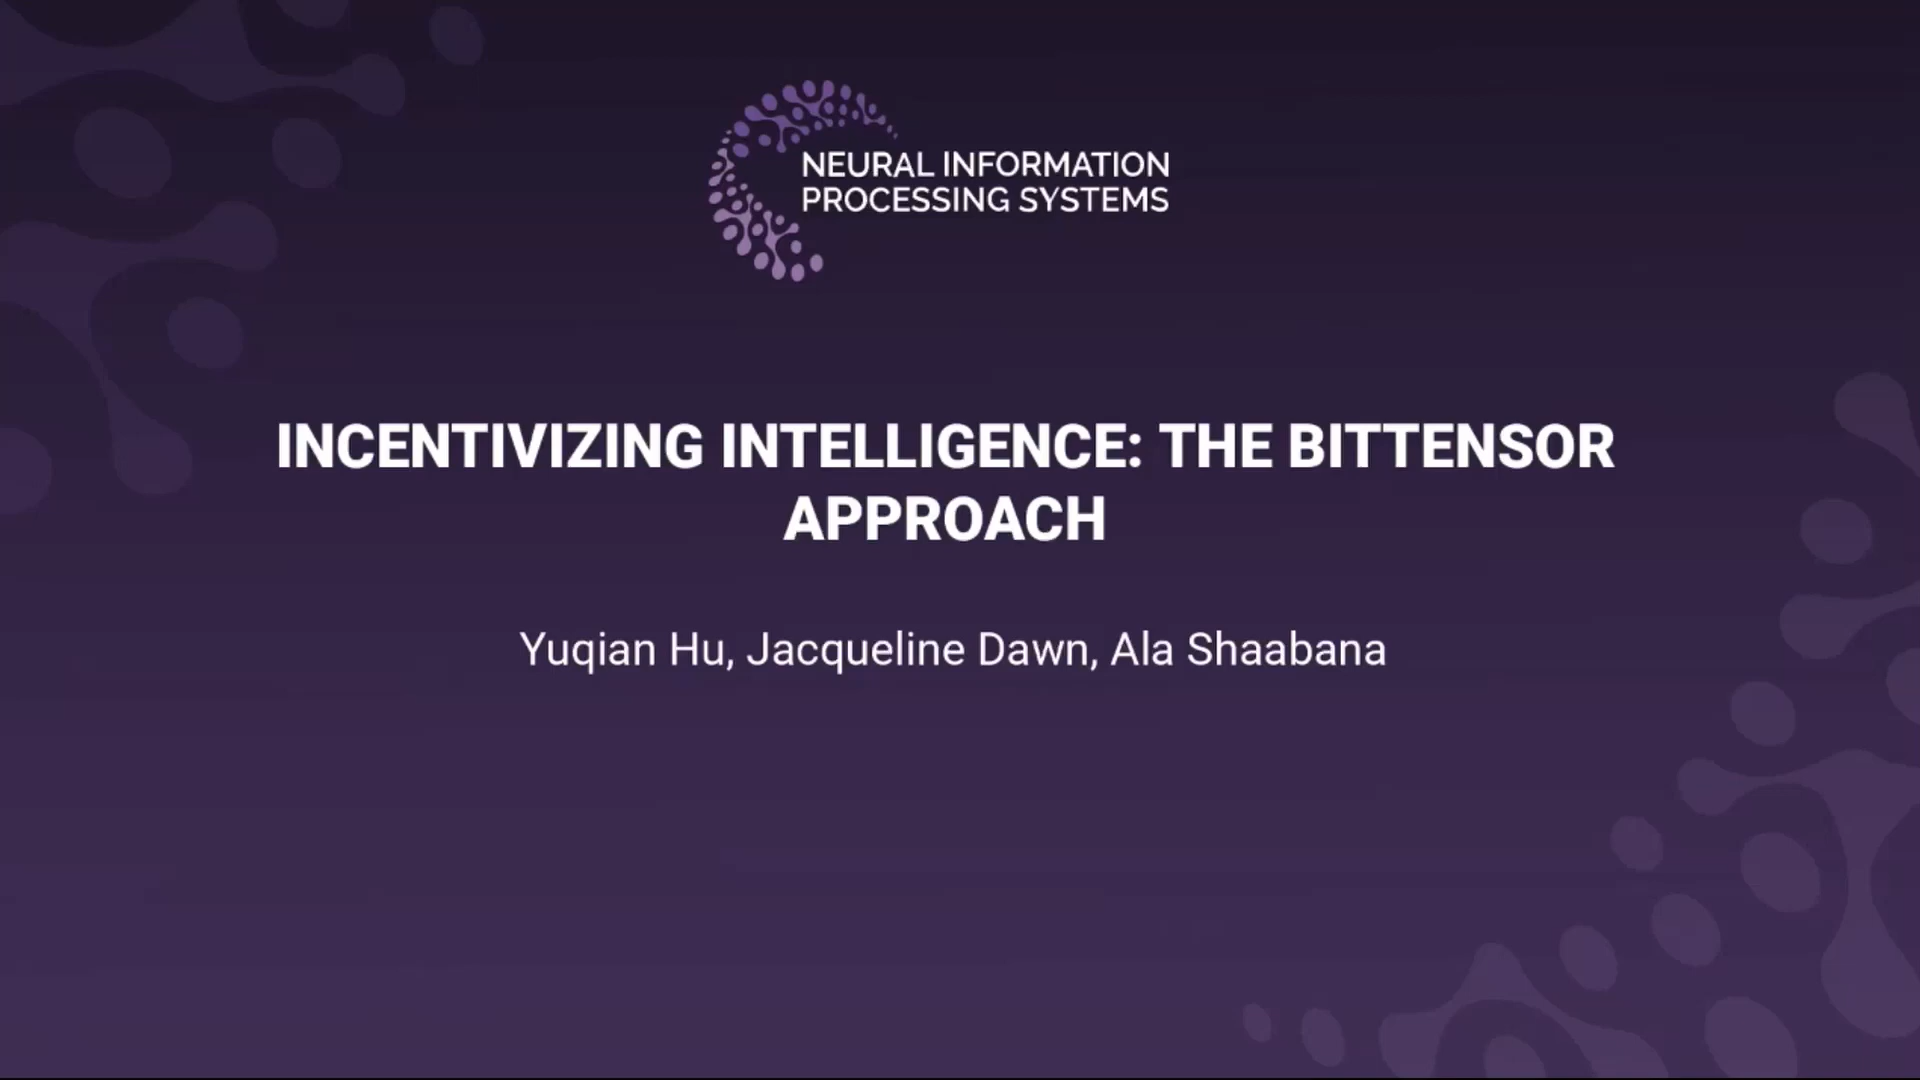 NEURAL INFORMATION
PROCESSING SYSTEMS
INCENTIVIZING INTELLIGENCE: THE BITTENSOR
APPROACH
Yuqian Hu, Jacqueline Dawn, Ala Shaabana